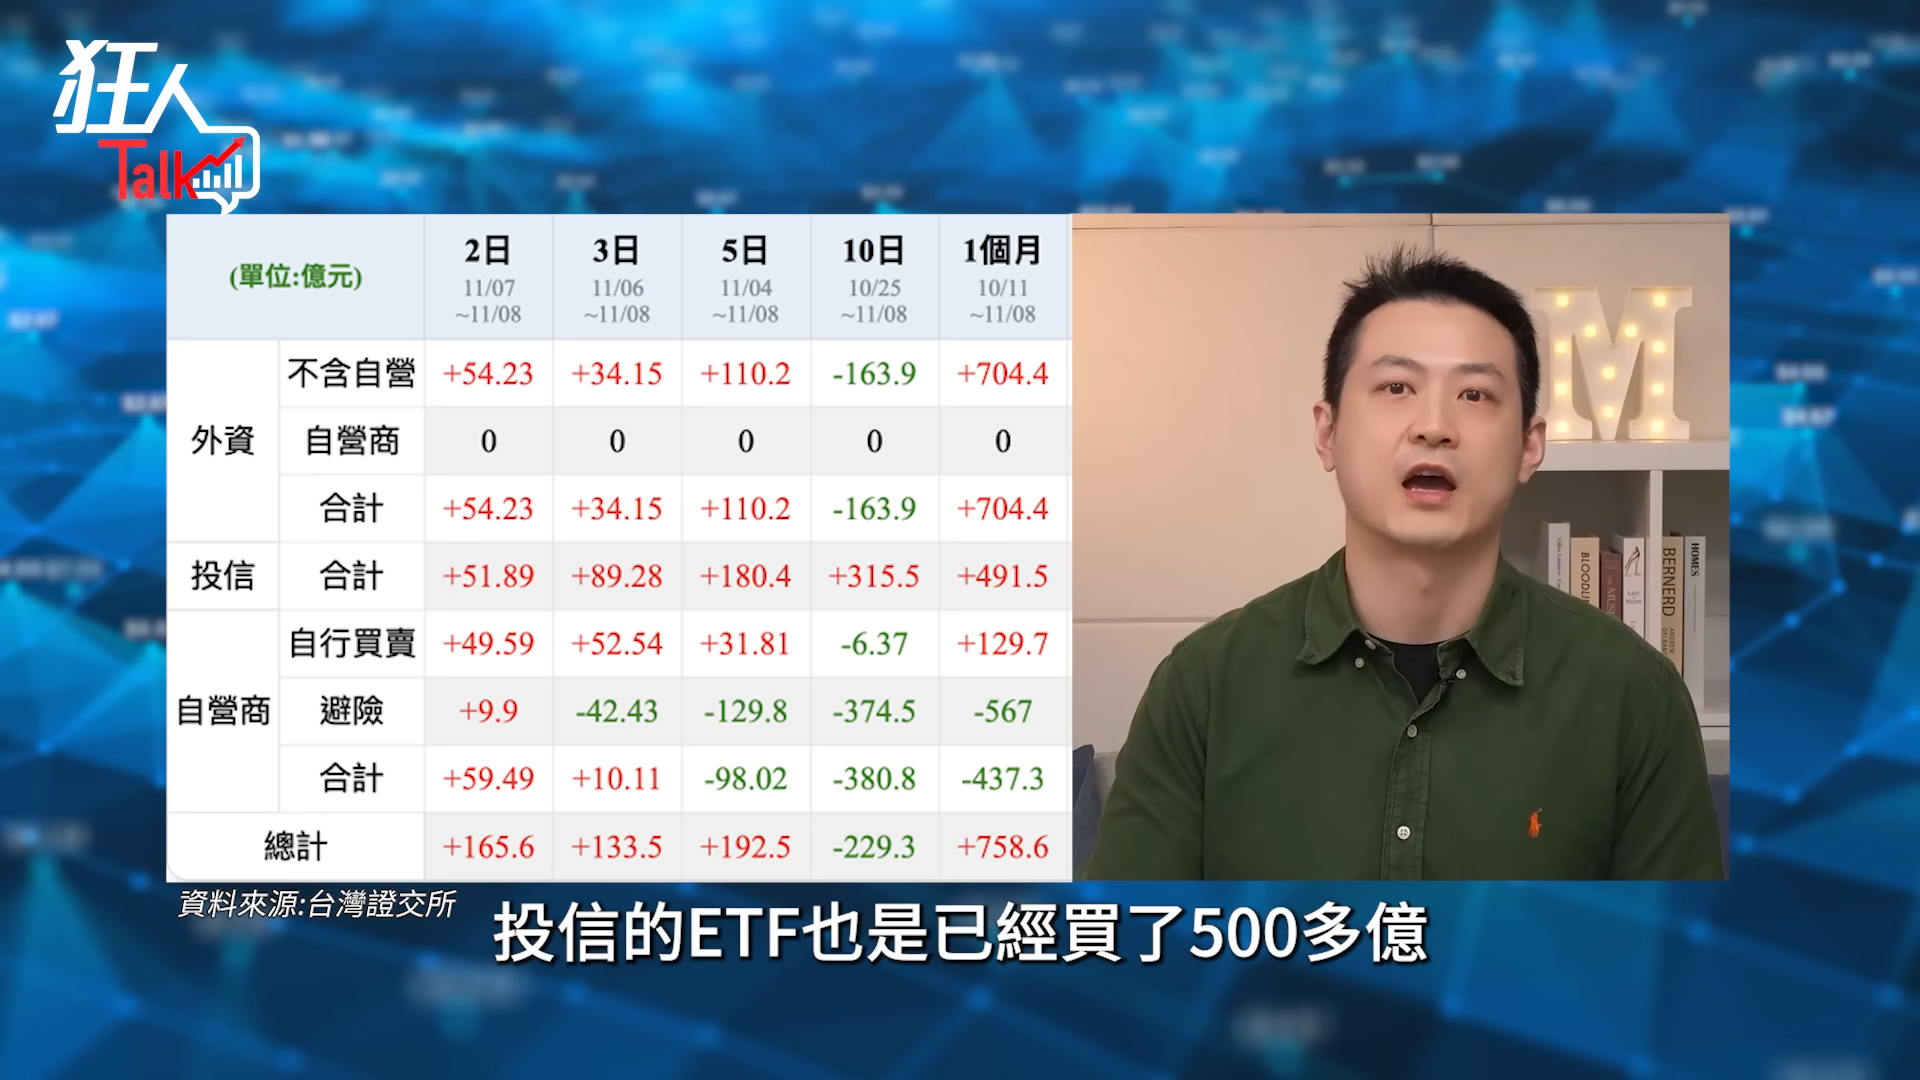 狂人
Talk
(單位:億元) 2日 3日 5日 10日 1個月
11/07 11/06 11/04 10/25 10/11
~11/08 ~11/08 ~11/08 ~11/08 ~11/08
外資 不含自營 +54.23 +34.15 +110.2 -163.9 +704.4
自營商 0 0 0 0 0
合計 +54.23 +34.15 +110.2 -163.9 +704.4
投信 合計 +51.89 +89.28 +180.4 +315.5 +491.5
自營商 自行買賣 +49.59 +52.54 +31.81 -6.37 +129.7
避險 +9.9 -42.43 -129.8 -374.5 -567
合計 +59.49 +10.11 -98.02 -380.8 -437.3
總計 +165.6 +133.5 +192.5 -229.3 +758.6
M
HOMES
BERNERD
資料來源:台灣證交所
投信的ETF也是已經買了500多億